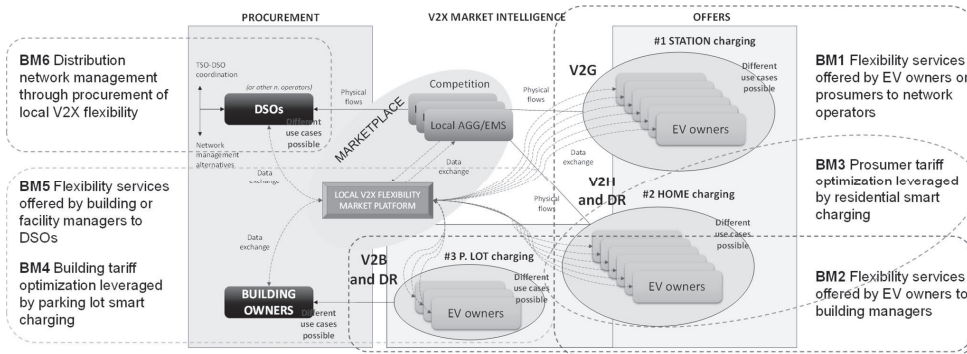 PROCUREMENT
V2X MARKET INTELLIGENCE
OFFERS
BM6 Distribution
network management
through procurement of
local V2X flexibility
TSO-DSO
coordination
(or other n. operators)
DSOs
Different
use cases
possible
Network
management
alternatives
Physical
flows
MARKETPLACE
Competition
Local AGG/EMS
Data
exchange
Data
exchange
#1 STATION charging
V2G
Different
use cases
possible
EV owners
Physical
flows
Data
exchange
BM1 Flexibility services
offered by EV owners or
prosumers to network
operators
BM5 Flexibility services
offered by building or
facility managers to
DSOs
BM4 Building tariff
optimization leveraged
by parking lot smart
charging
LOCAL V2X FLEXIBILITY
MARKET PLATFORM
Data
exchange
BUILDING
OWNERS
Different
use cases
possible
V2B
and DR
#3 P. LOT charging
Different
use cases
possible
EV owners
Physical
flows
V2H
and DR
#2 HOME charging
Different
use cases
possible
EV owners
BM3 Prosumer tariff
optimization leveraged
by residential smart
charging
BM2 Flexibility services
offered by EV owners to
building managers